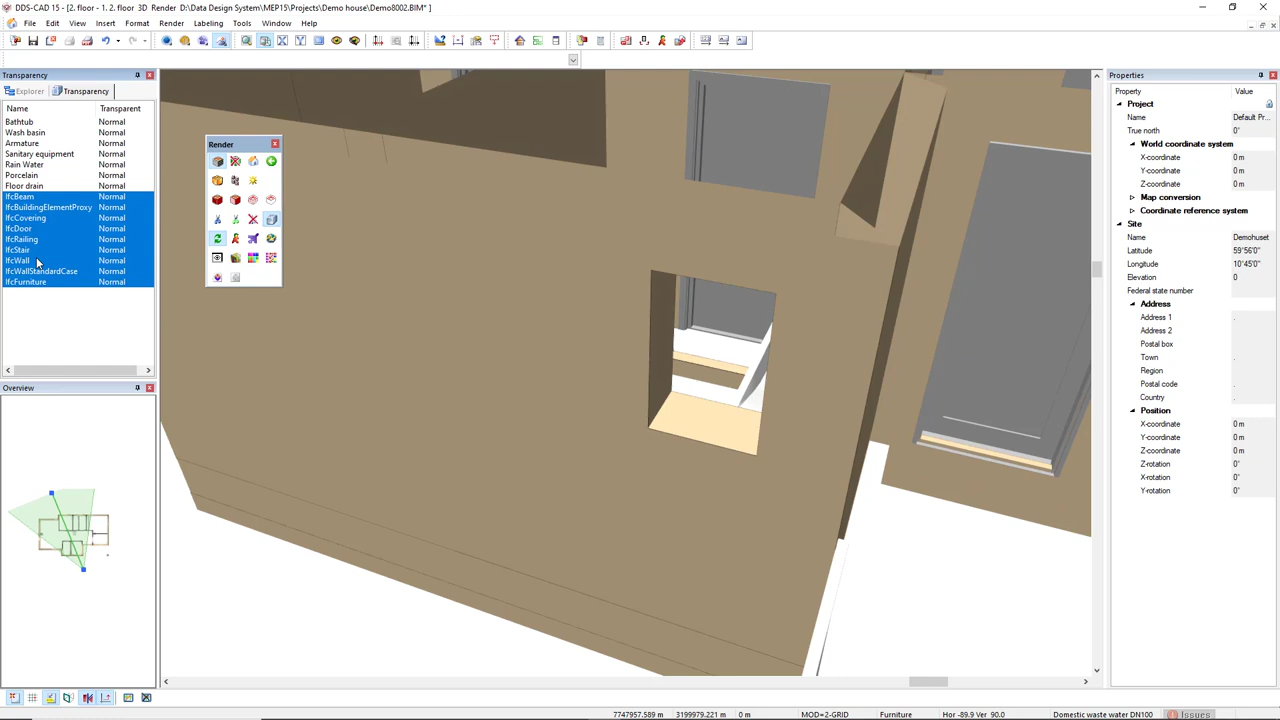 DDS-CAD 15 - [2. floor - 1. 2. floor  3D  Render  D:\Data Design System\MEP15\Projects\Demo house\Demo8002.BIM* ]
File Edit View Insert Format Render Labeling Tools Window Help
Transparency
Explorer Transparency
Name Transparent
Bathtub Normal
Wash basin Normal
Armature Normal
Sanitary equipment Normal
Rain Water Normal
Porcelain Normal
Floor drain Normal
IfcBeam Normal
IfcBuildingElementProxy Normal
IfcCovering Normal
IfcDoor Normal
IfcRailing Normal
IfcStair Normal
IfcWall Normal
IfcWallStandardCase Normal
IfcFurniture Normal
Overview
Render
Properties
Property Value
Project
Name Default Pr...
True north 0°
World coordinate system
X-coordinate 0 m
Y-coordinate 0 m
Z-coordinate 0 m
Map conversion
Coordinate reference system
Site
Name Demohuset
Latitude 59°56'0"
Longitude 10°45'0"
Elevation 0
Federal state number
Address
Address 1 .
Address 2
Postal box
Town .
Region
Postal code .
Country .
Position
X-coordinate 0 m
Y-coordinate 0 m
Z-coordinate 0 m
Z-rotation 0°
X-rotation 0°
Y-rotation 0°
7747957.589 m 3199979.221 m 0 m MOD=2-GRID Furniture Hor -89.9 Ver 90.0 Domestic waste water DN100 Issues